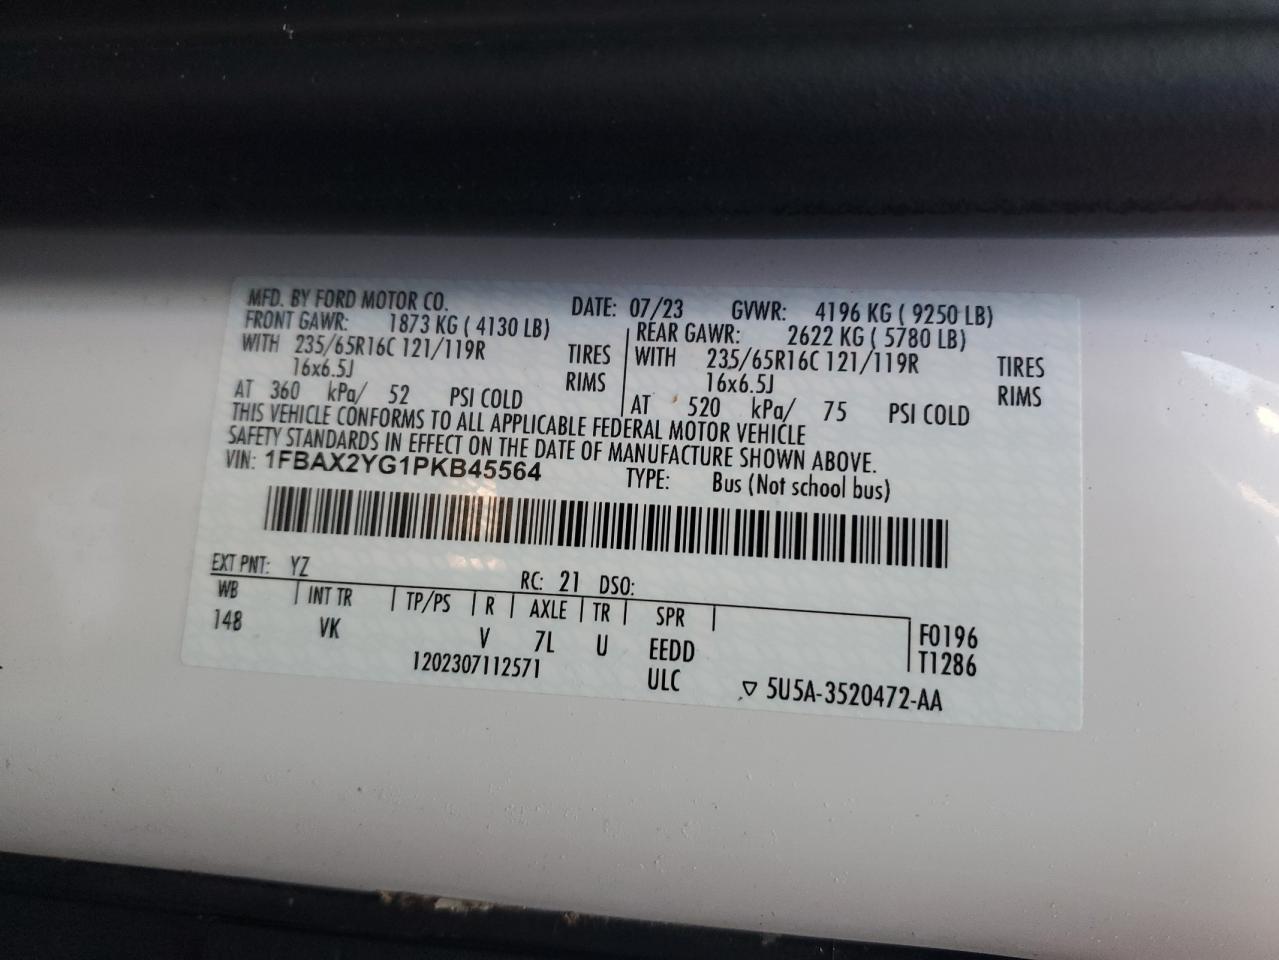 MFD. BY FORD MOTOR CO. DATE: 07/23 GVWR: 4196 KG ( 9250 LB)
FRONT GAWR: 1873 KG ( 4130 LB) REAR GAWR: 2622 KG ( 5780 LB)
WITH 235/65R16C 121/119R TIRES WITH 235/65R16C 121/119R TIRES
16x6.5J RIMS 16x6.5J RIMS
AT 360 kPa/ 52 PSI COLD AT 520 kPa/ 75 PSI COLD
THIS VEHICLE CONFORMS TO ALL APPLICABLE FEDERAL MOTOR VEHICLE
SAFETY STANDARDS IN EFFECT ON THE DATE OF MANUFACTURE SHOWN ABOVE.
VIN: 1FBAX2YG1PKB45564 TYPE: Bus (Not school bus)
EXT PNT: YZ RC: 21 DSO:
WB INT TR TP/PS R AXLE TR SPR F0196
148 VK V 7L U EEDD T1286
1202307112571 ULC ▽ 5U5A-3520472-AA